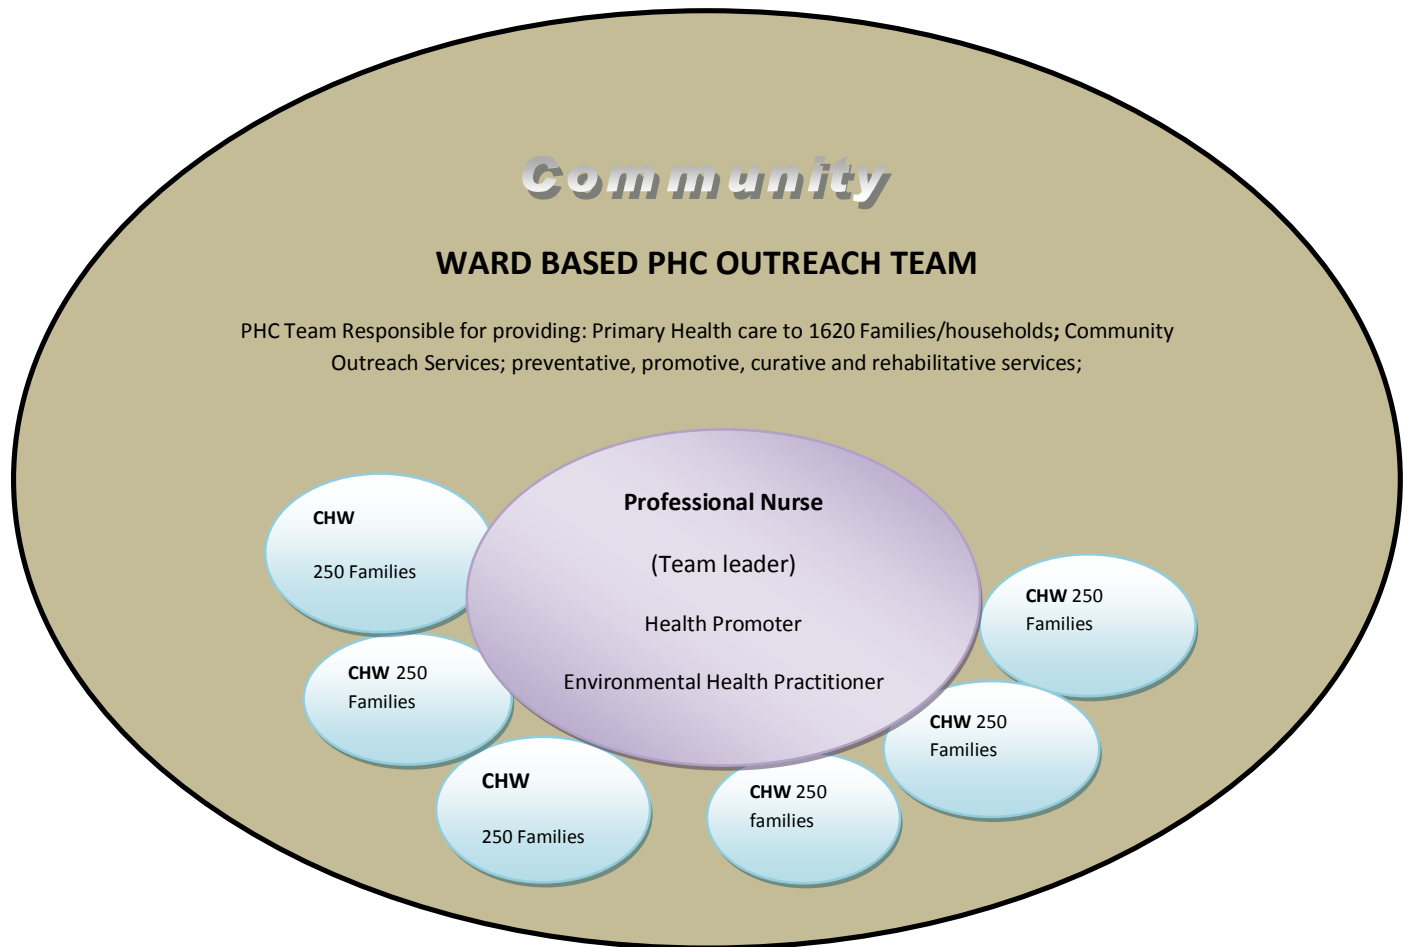 Community
WARD BASED PHC OUTREACH TEAM
PHC Team Responsible for providing: Primary Health care to 1620 Families/households; Community
Outreach Services; preventative, promotive, curative and rehabilitative services;
Professional Nurse
(Team leader)
Health Promoter
Environmental Health Practitioner
CHW
250 Families
CHW 250
Families
CHW
250 Families
CHW 250
families
CHW 250
Families
CHW 250
Families